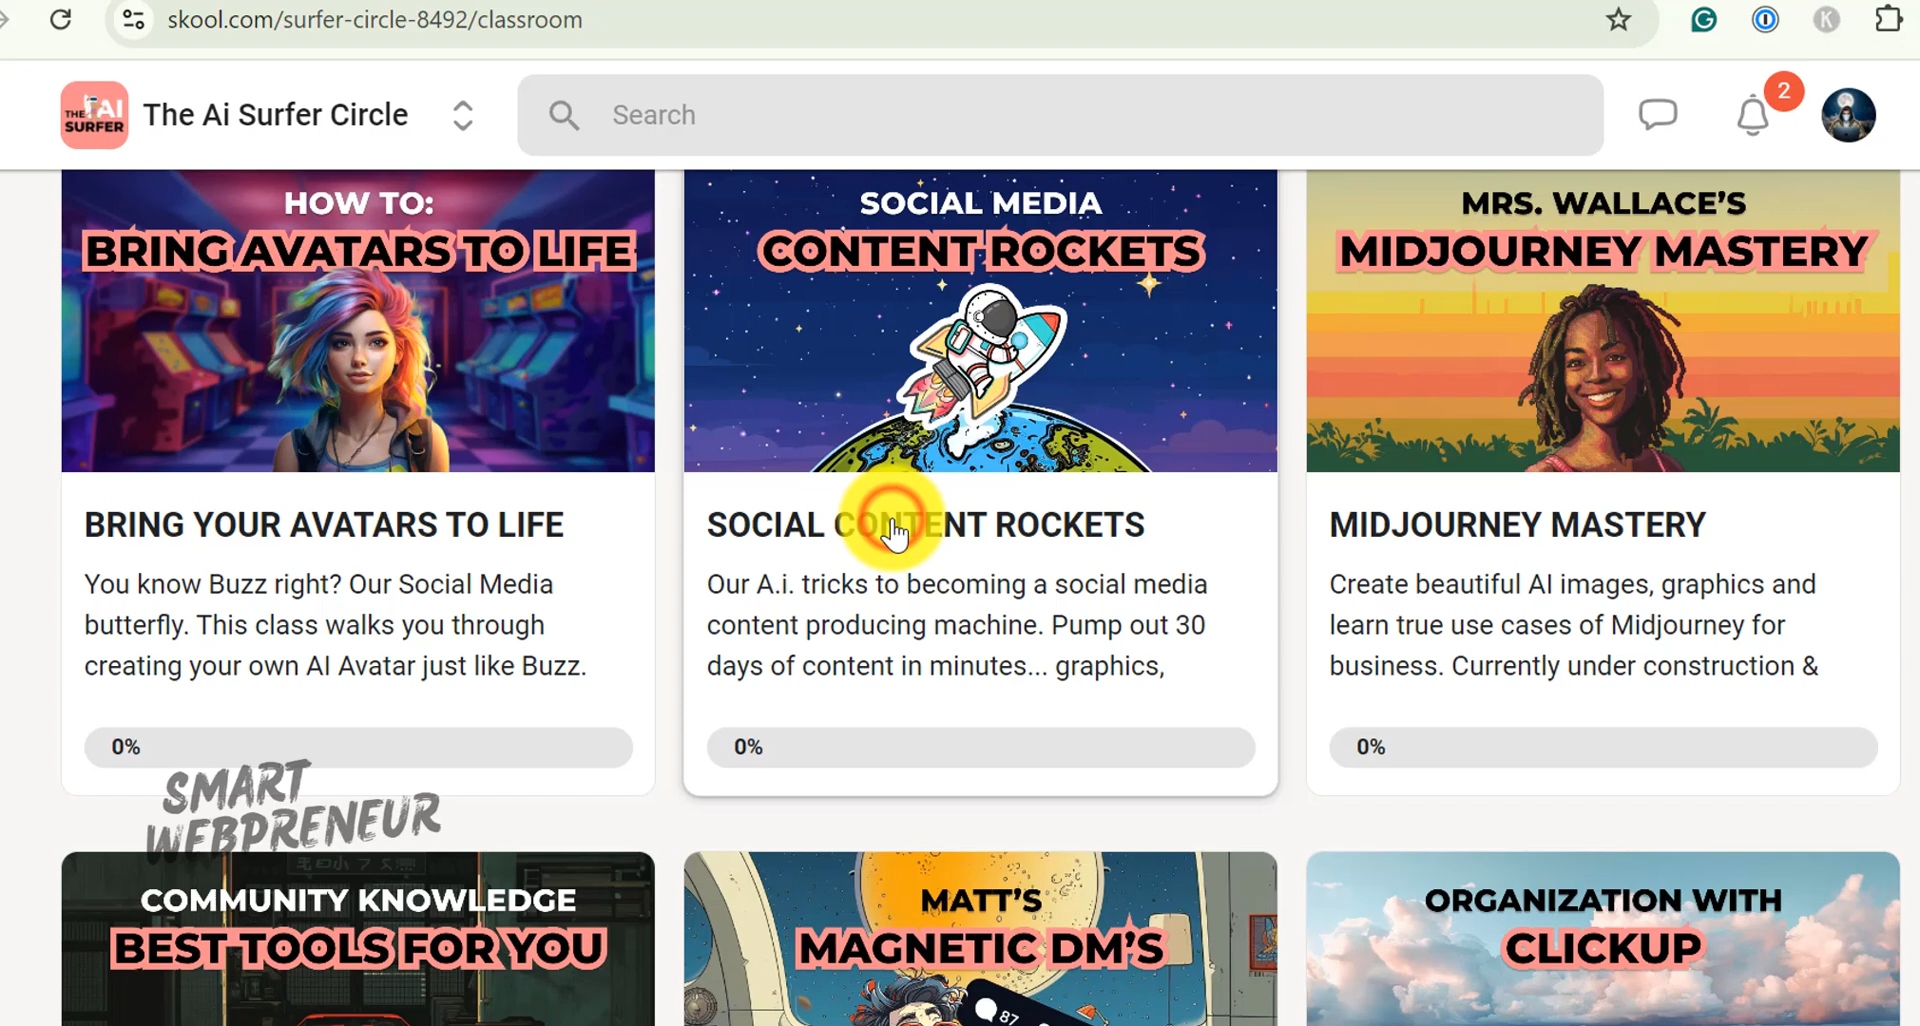 skool.com/surfer-circle-8492/classroom
THE AI
SURFER
The Ai Surfer Circle
Search
2
HOW TO:
BRING AVATARS TO LIFE
SOCIAL MEDIA
CONTENT ROCKETS
MRS. WALLACE'S
MIDJOURNEY MASTERY
BRING YOUR AVATARS TO LIFE
You know Buzz right? Our Social Media
butterfly. This class walks you through
creating your own AI Avatar just like Buzz.
0%
SOCIAL CONTENT ROCKETS
Our A.i. tricks to becoming a social media
content producing machine. Pump out 30
days of content in minutes... graphics,
0%
MIDJOURNEY MASTERY
Create beautiful AI images, graphics and
learn true use cases of Midjourney for
business. Currently under construction &
0%
SMART
WEBPRENEUR
COMMUNITY KNOWLEDGE
BEST TOOLS FOR YOU
MATT'S
MAGNETIC DM'S
87
ORGANIZATION WITH
CLICKUP